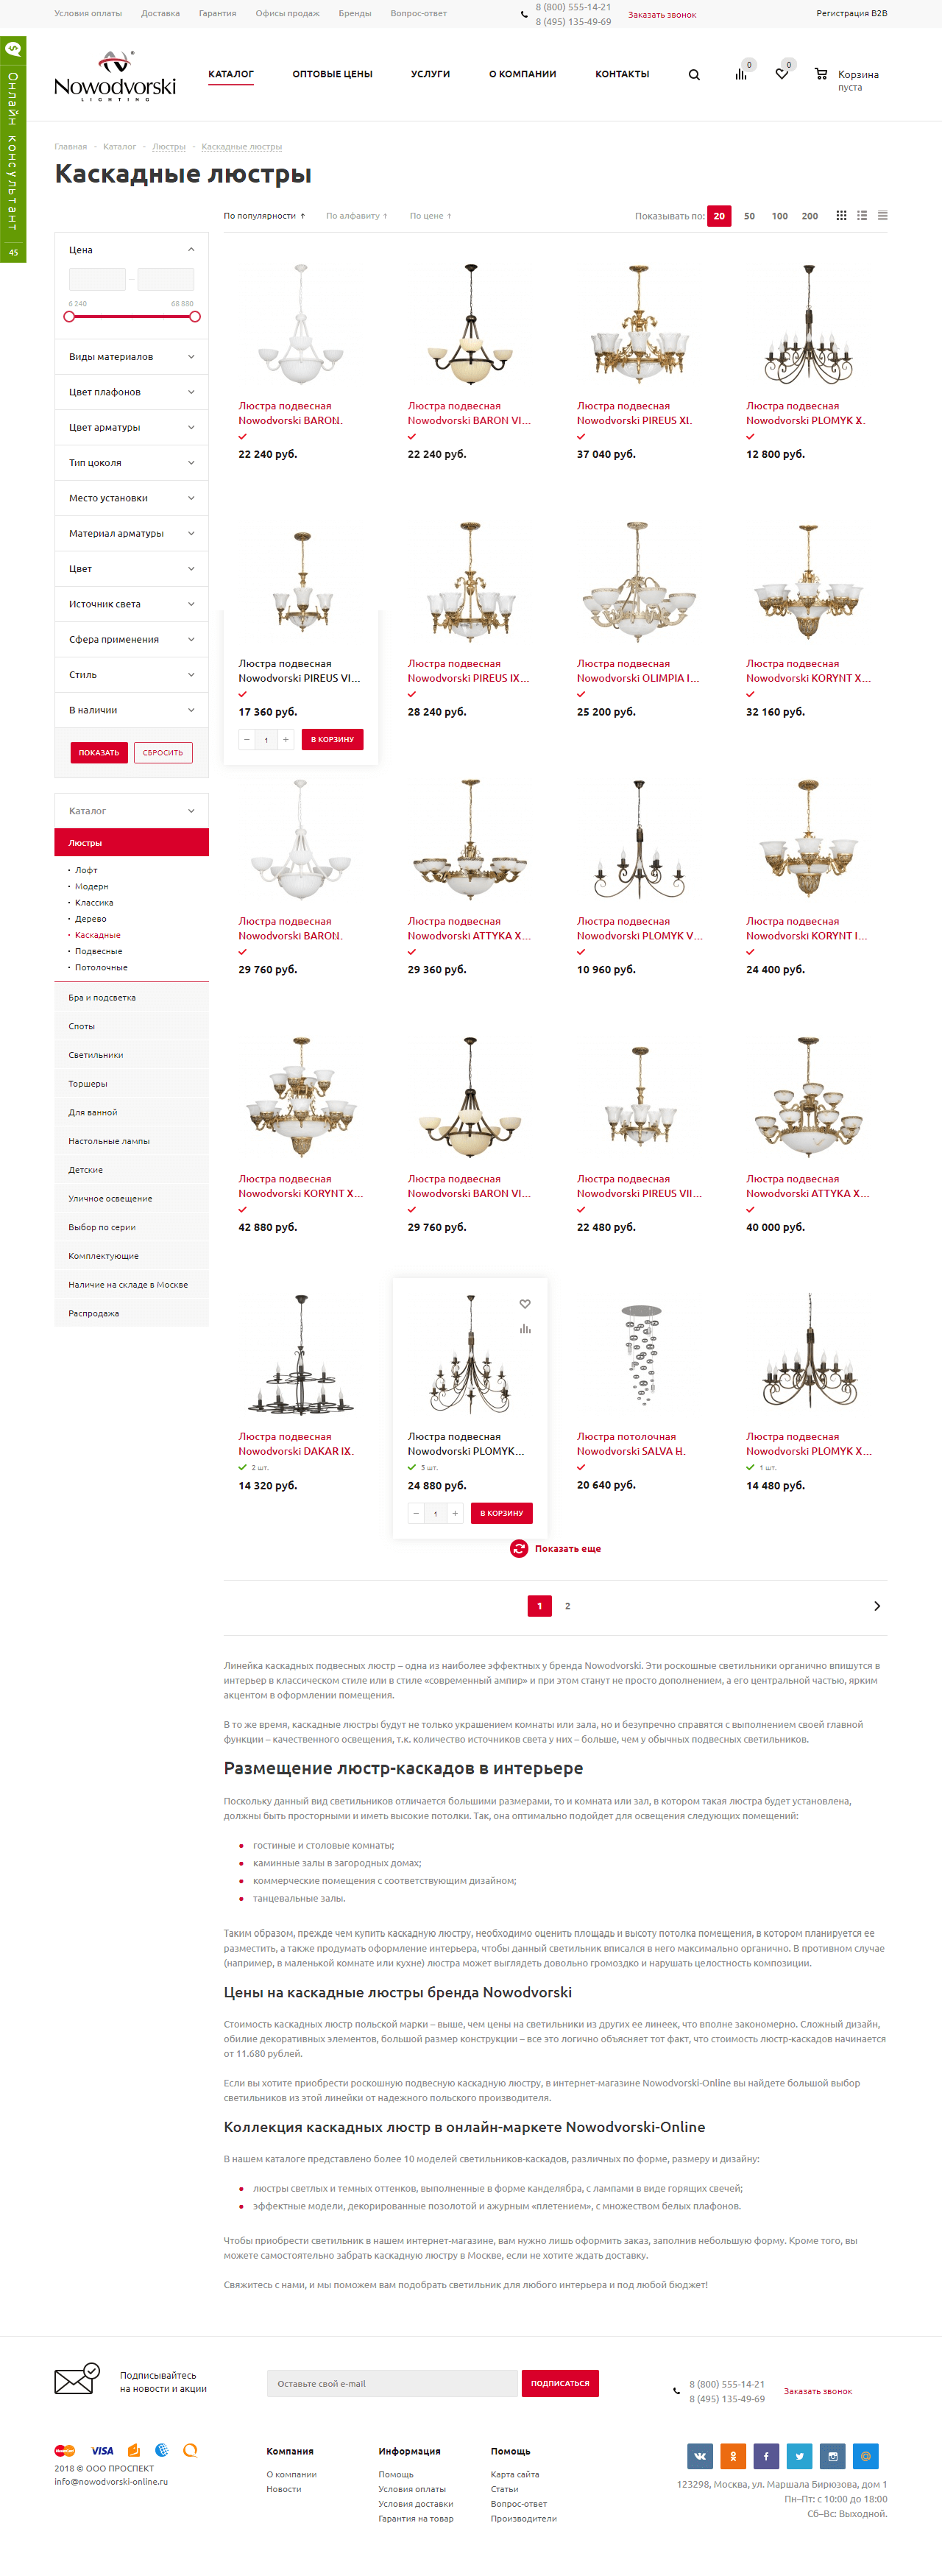 Условия оплаты Доставка Гарантия Офисы продаж Бренды Вопрос-ответ
8 (800) 555-14-21
8 (495) 135-49-69
Заказать звонок
Регистрация B2B
Онлайн консультант
45
Nowodvorski
LIGHTING
КАТАЛОГ ОПТОВЫЕ ЦЕНЫ УСЛУГИ О КОМПАНИИ КОНТАКТЫ
0 0
Корзина
пуста
Главная - Каталог - Люстры - Каскадные люстры
Каскадные люстры
По популярности ↑ По алфавиту ↑ По цене ↑
Показывать по: 20 50 100 200
Цена
6 240 68 880
Виды материалов
Цвет плафонов
Цвет арматуры
Тип цоколя
Место установки
Материал арматуры
Цвет
Источник света
Сфера применения
Стиль
В наличии
ПОКАЗАТЬ СБРОСИТЬ
Каталог
Люстры
Лофт
Модерн
Классика
Дерево
Каскадные
Подвесные
Потолочные
Бра и подсветка
Споты
Светильники
Торшеры
Для ванной
Настольные лампы
Детские
Уличное освещение
Выбор по серии
Комплектующие
Наличие на складе в Москве
Распродажа
Люстра подвесная Люстра подвесная Люстра подвесная Люстра подвесная
Nowodvorski BARON. Nowodvorski BARON VI... Nowodvorski PIREUS XI. Nowodvorski PLOMYK X.
22 240 руб. 22 240 руб. 37 040 руб. 12 800 руб.
Люстра подвесная Люстра подвесная Люстра подвесная Люстра подвесная
Nowodvorski PIREUS VI... Nowodvorski PIREUS IX... Nowodvorski OLIMPIA I... Nowodvorski KORYNT X...
17 360 руб. 28 240 руб. 25 200 руб. 32 160 руб.
− 1 + В КОРЗИНУ
Люстра подвесная Люстра подвесная Люстра подвесная Люстра подвесная
Nowodvorski BARON. Nowodvorski ATTYKA X... Nowodvorski PLOMYK V... Nowodvorski KORYNT I...
29 760 руб. 29 360 руб. 10 960 руб. 24 400 руб.
Люстра подвесная Люстра подвесная Люстра подвесная Люстра подвесная
Nowodvorski KORYNT X... Nowodvorski BARON VI... Nowodvorski PIREUS VII... Nowodvorski ATTYKA X...
42 880 руб. 29 760 руб. 22 480 руб. 40 000 руб.
Люстра подвесная Люстра подвесная Люстра потолочная Люстра подвесная
Nowodvorski DAKAR IX. Nowodvorski PLOMYK... Nowodvorski SALVA II. Nowodvorski PLOMYK X...
2 шт. 3 шт. 1 шт.
14 320 руб. 24 880 руб. 20 640 руб. 14 480 руб.
− 1 + В КОРЗИНУ
Показать еще
1 2
Линейка каскадных подвесных люстр – одна из наиболее эффектных у бренда Nowodvorski. Эти роскошные светильники органично впишутся в
интерьер в классическом стиле или в стиле «современный ампир» и при этом станут не просто дополнением, а его центральной частью, ярким
акцентом в оформлении помещения.
В то же время, каскадные люстры будут не только украшением комнаты или зала, но и безупречно справятся с выполнением своей главной
функции – качественного освещения, т.к. количество источников света у них – больше, чем у обычных подвесных светильников.
Размещение люстр-каскадов в интерьере
Поскольку данный вид светильников отличается большими размерами, то и комната или зал, в котором такая люстра будет установлена,
должны быть просторными и иметь высокие потолки. Так, она оптимально подойдет для освещения следующих помещений:
гостиные и столовые комнаты;
каминные залы в загородных домах;
коммерческие помещения с соответствующим дизайном;
танцевальные залы.
Таким образом, прежде чем купить каскадную люстру, необходимо оценить площадь и высоту потолка помещения, в котором планируется ее
разместить, а также продумать оформление интерьера, чтобы данный светильник вписался в него максимально органично. В противном случае
(например, в маленькой комнате или кухне) люстра может выглядеть довольно громоздко и нарушать целостность композиции.
Цены на каскадные люстры бренда Nowodvorski
Стоимость каскадных люстр польской марки – выше, чем цены на светильники из других ее линеек, что вполне закономерно. Сложный дизайн,
обилие декоративных элементов, большой размер конструкции – все это логично объясняет тот факт, что стоимость люстр-каскадов начинается
от 11.680 рублей.
Если вы хотите приобрести роскошную подвесную каскадную люстру, в интернет-магазине Nowodvorski-Online вы найдете большой выбор
светильников из этой линейки от надежного польского производителя.
Коллекция каскадных люстр в онлайн-маркете Nowodvorski-Online
В нашем каталоге представлено более 10 моделей светильников-каскадов, различных по форме, размеру и дизайну:
люстры светлых и темных оттенков, выполненные в форме канделябра, с лампами в виде горящих свечей;
эффектные модели, декорированные позолотой и ажурным «плетением», с множеством белых плафонов.
Чтобы приобрести светильник в нашем интернет-магазине, вам нужно лишь оформить заказ, заполнив небольшую форму. Кроме того, вы
можете самостоятельно забрать каскадную люстру в Москве, если не хотите ждать доставку.
Свяжитесь с нами, и мы поможем вам подобрать светильник для любого интерьера и под любой бюджет!
Подписывайтесь
на новости и акции
Оставьте свой e-mail ПОДПИСАТЬСЯ
8 (800) 555-14-21
8 (495) 135-49-69
Заказать звонок
VISA
2018 © ООО ПРОСПЕКТ
info@nowodvorski-online.ru
Компания
О компании
Новости
Информация
Помощь
Условия оплаты
Условия доставки
Гарантия на товар
Помощь
Карта сайта
Статьи
Вопрос-ответ
Производители
123298, Москва, ул. Маршала Бирюзова, дом 1
Пн–Пт: с 10:00 до 18:00
Сб–Вс: Выходной.